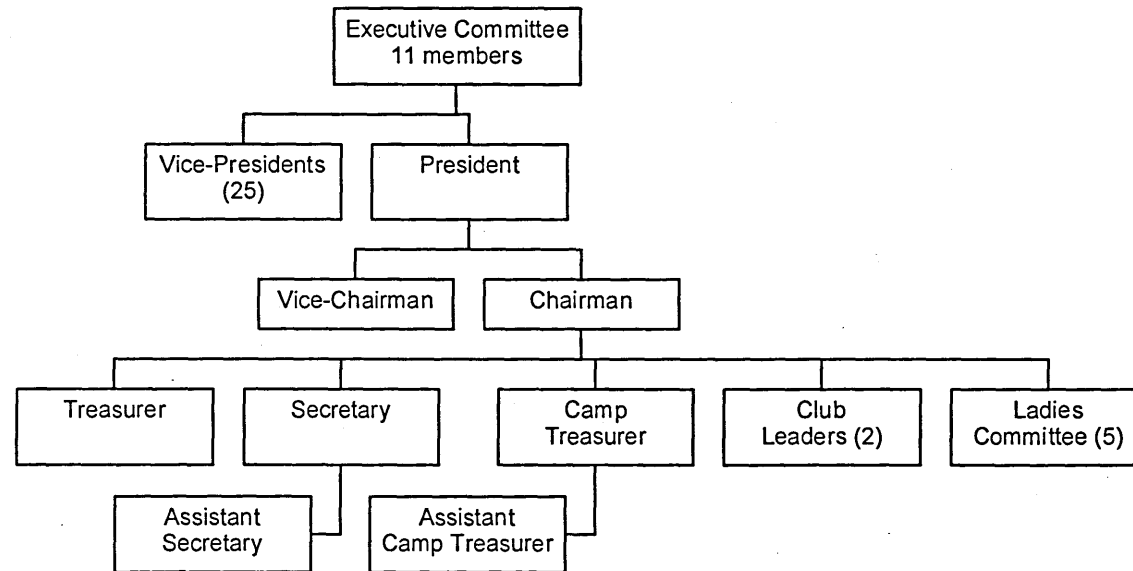 Executive Committee
11 members
Vice-Presidents
(25)
President
Vice-Chairman
Chairman
Treasurer
Secretary
Camp
Treasurer
Club
Leaders (2)
Ladies
Committee (5)
Assistant
Secretary
Assistant
Camp Treasurer